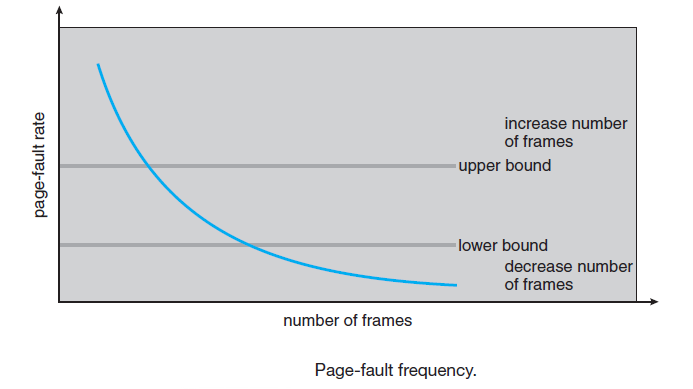 page-fault rate
increase number
of frames
upper bound
lower bound
decrease number
of frames
number of frames
Page-fault frequency.